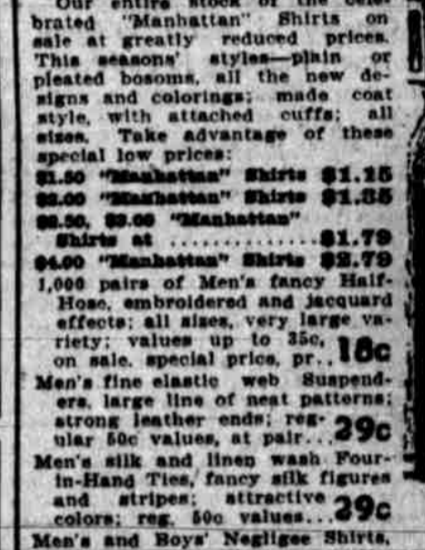 Our entire stock of the cele-
brated "Manhattan" Shirts on
sale at greatly reduced prices.
This seasons' styles—plain or
pleated bosoms, all the new de-
signs and colorings; made coat
style, with attached cuffs; all
sizes. Take advantage of these
special low prices:
$1.50 "Manhattan" Shirts $1.15
$2.00 "Manhattan" Shirts $1.35
$2.50, $3.00 "Manhattan"
Shirts at ..............$1.79
$4.00 "Manhattan" Shirts $2.79
1,000 pairs of Men's fancy Half-
Hose, embroidered and jacquard
effects; all sizes, very large va-
riety; values up to 35c,
on sale, special price, pr.. 18c
Men's fine elastic web Suspend-
ers, large line of neat patterns;
strong leather ends; reg-
ular 50c values, at pair...29c
Men's silk and linen wash Four-
in-Hand Ties, fancy silk figures
and stripes; attractive
colors; reg. 50c values...29c
Men's and Boys' Negligee Shirts,